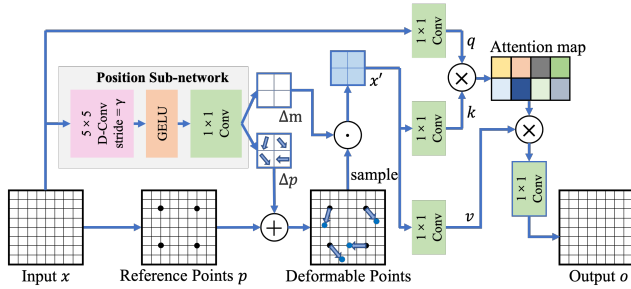 1 × 1
Conv
q
Attention map
Position Sub-network
5 × 5
D-Conv
stride = γ
GELU
1 × 1
Conv
Δm
x′
×
1 × 1
Conv
k
Δp
·
sample
×
+
1 × 1
Conv
v
1 × 1
Conv
Input x
Reference Points p
Deformable Points
Output o